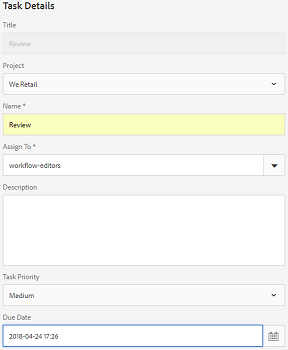 Task Details
Title
Review
Project
We.Retail
Name *
Review
Assign To *
workflow-editors
Description
Task Priority
Medium
Due Date
2018-04-24 17:26